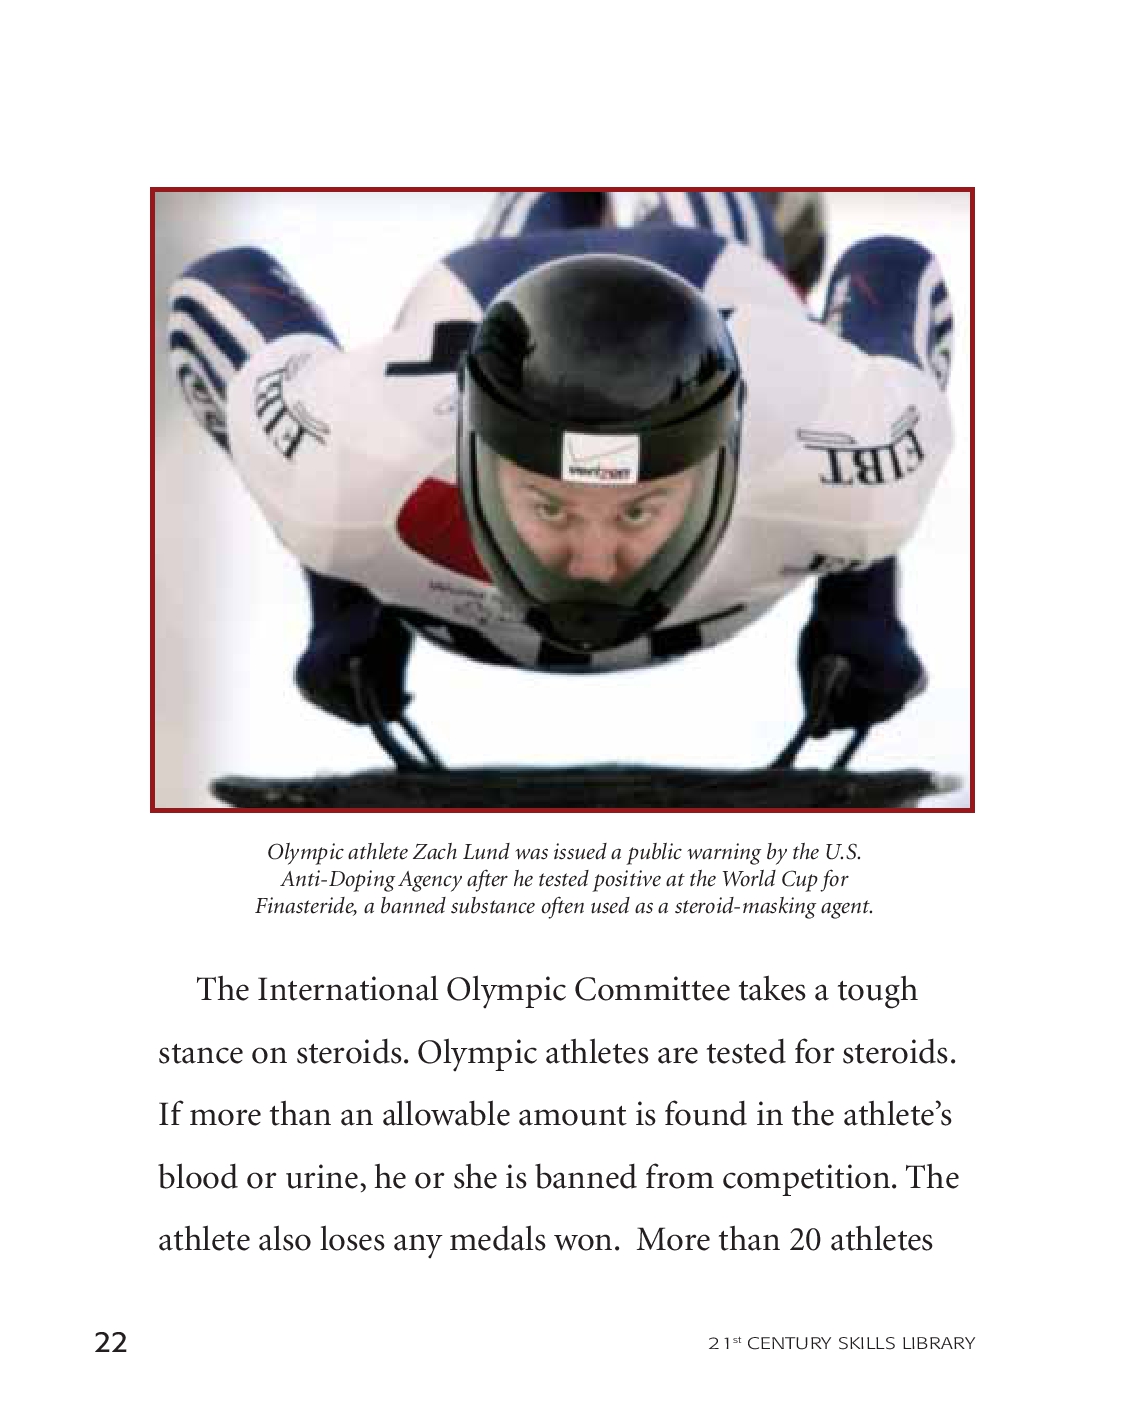 FIBT
FIBT
verizon
Olympic athlete Zach Lund was issued a public warning by the U.S.
Anti-Doping Agency after he tested positive at the World Cup for
Finasteride, a banned substance often used as a steroid-masking agent.
The International Olympic Committee takes a tough
stance on steroids. Olympic athletes are tested for steroids.
If more than an allowable amount is found in the athlete’s
blood or urine, he or she is banned from competition. The
athlete also loses any medals won.  More than 20 athletes
22
21st CENTURY SKILLS LIBRARY